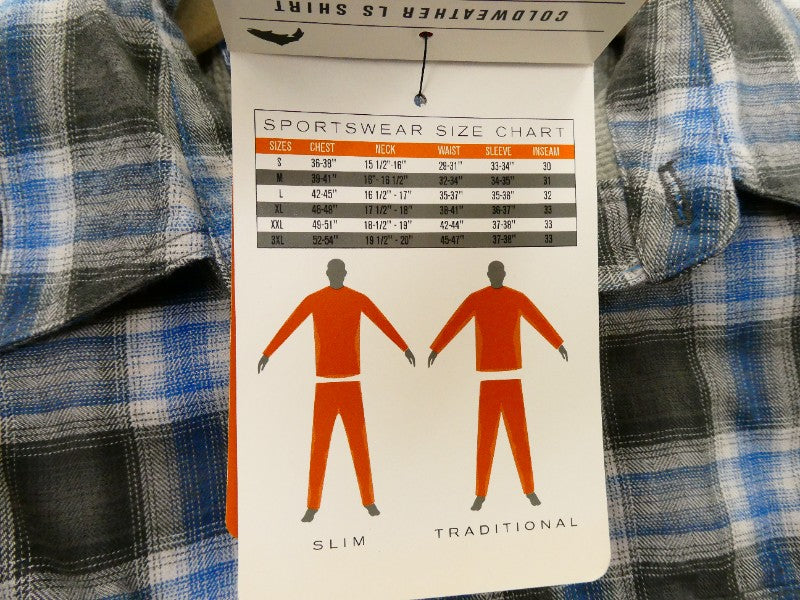 COLDWEATHER LS SHIRT
SPORTSWEAR SIZE CHART
SIZES CHEST NECK WAIST SLEEVE INSEAM
S 36-38" 15 1/2"-16" 29-31" 33-34" 30
M 39-41" 16"- 16 1/2" 32-34" 34-35" 31
L 42-45" 16 1/2" - 17" 35-37" 35-36" 32
XL 46-48" 17 1/2" - 18" 38-41" 36-37" 33
XXL 49-51" 18-1/2" - 19" 42-44" 37-38" 33
3XL 52-54" 19 1/2" - 20" 45-47" 37-38" 33
SLIM TRADITIONAL